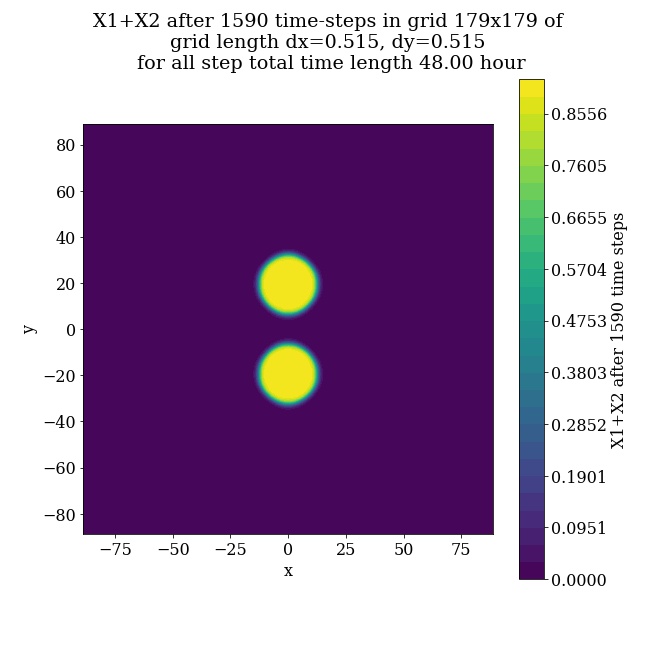 X1+X2 after 1590 time-steps in grid 179x179 of
grid length dx=0.515, dy=0.515
for all step total time length 48.00 hour
80
60
40
20
0
−20
−40
−60
−80
y
−75 −50 −25 0 25 50 75
x
0.8556
0.7605
0.6655
0.5704
0.4753
0.3803
0.2852
0.1901
0.0951
0.0000
X1+X2 after 1590 time steps